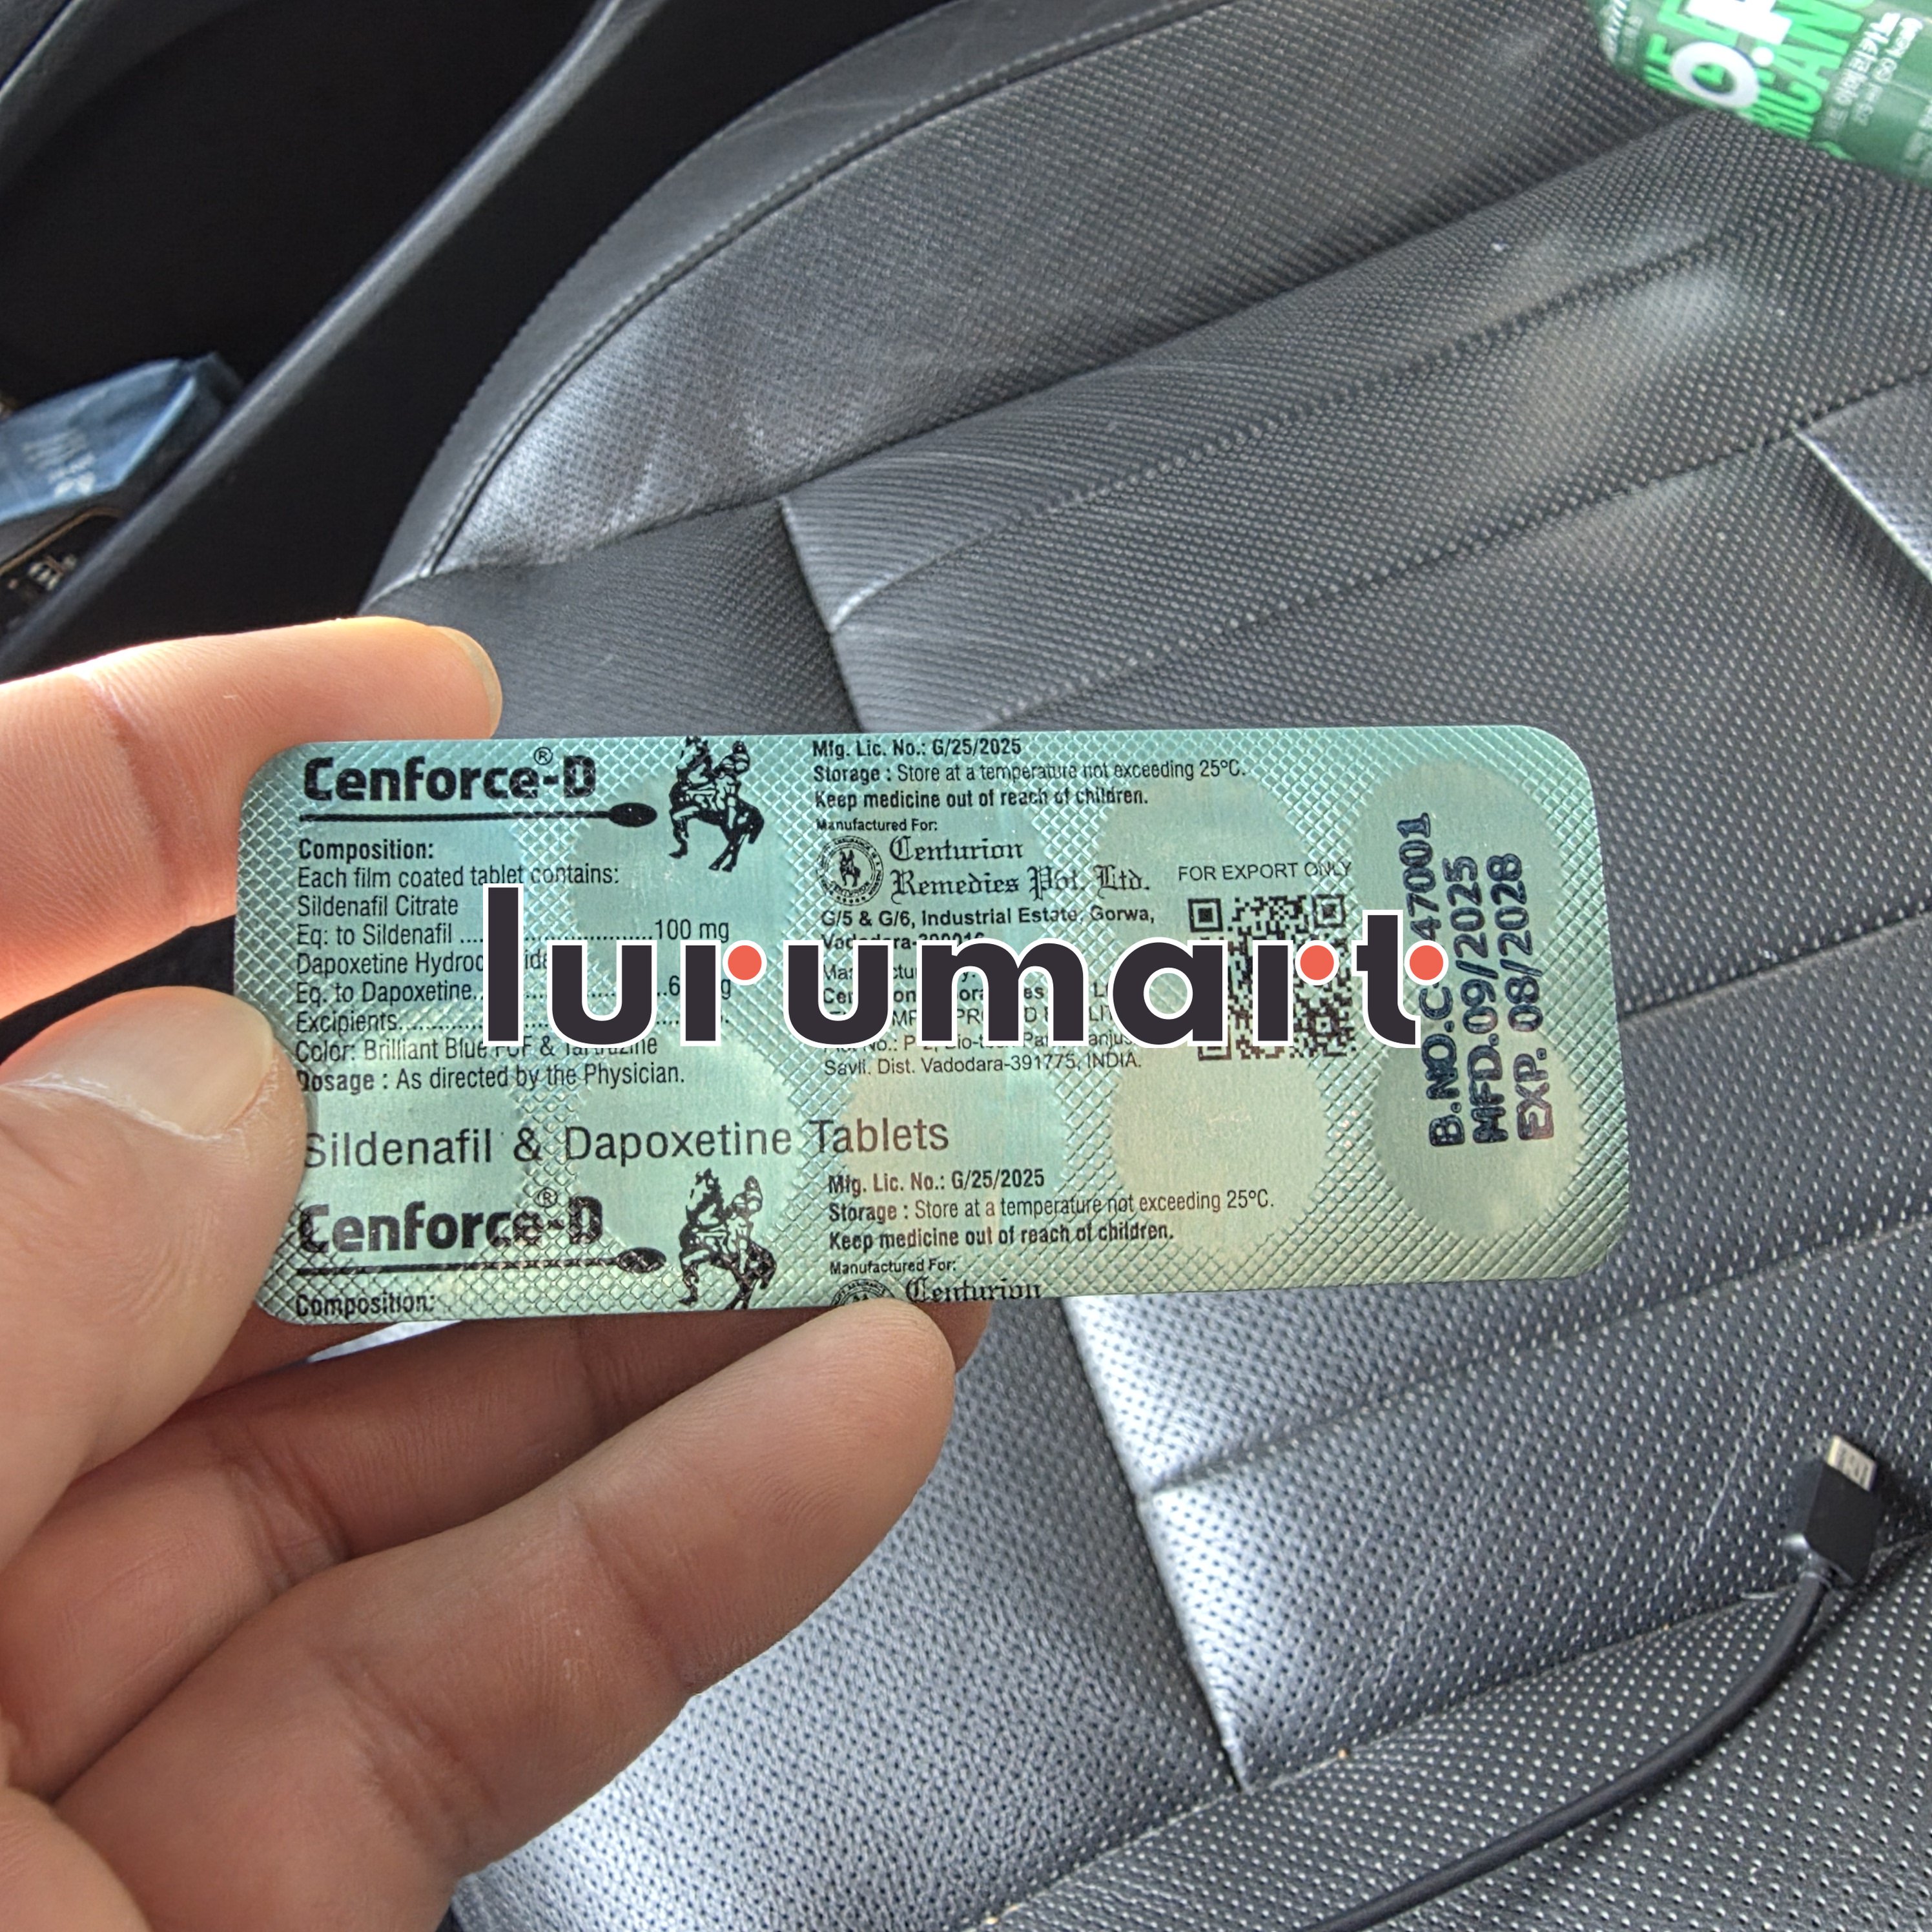 Cenforce®-D
Composition:
Each film coated tablet contains:
Sildenafil Citrate
Eq: to Sildenafil ..............................100 mg
Dapoxetine
Eq. to Dapoxetine
Excipients
Color: Brilliant Blue FCF & Tartrazine
Dosage : As directed by the Physician.
Sildenafil & Dapoxetine Tablets
Cenforce®-D
Composition:
Mfg. Lic. No.: G/25/2025
Storage : Store at a temperature not exceeding 25°C.
Keep medicine out of reach of children.
Manufactured For:
Centurion
Remedies Pvt. Ltd.
G/5 & G/6, Industrial Estate, Gorwa,
Savli. Dist. Vadodara-391775, INDIA.
FOR EXPORT ONLY
Mfg. Lic. No.: G/25/2025
Storage : Store at a temperature not exceeding 25°C.
Keep medicine out of reach of children.
Manufactured For:
Centurion
B.NO.
MFD.09/2025
EXP. 08/2028
lurumart